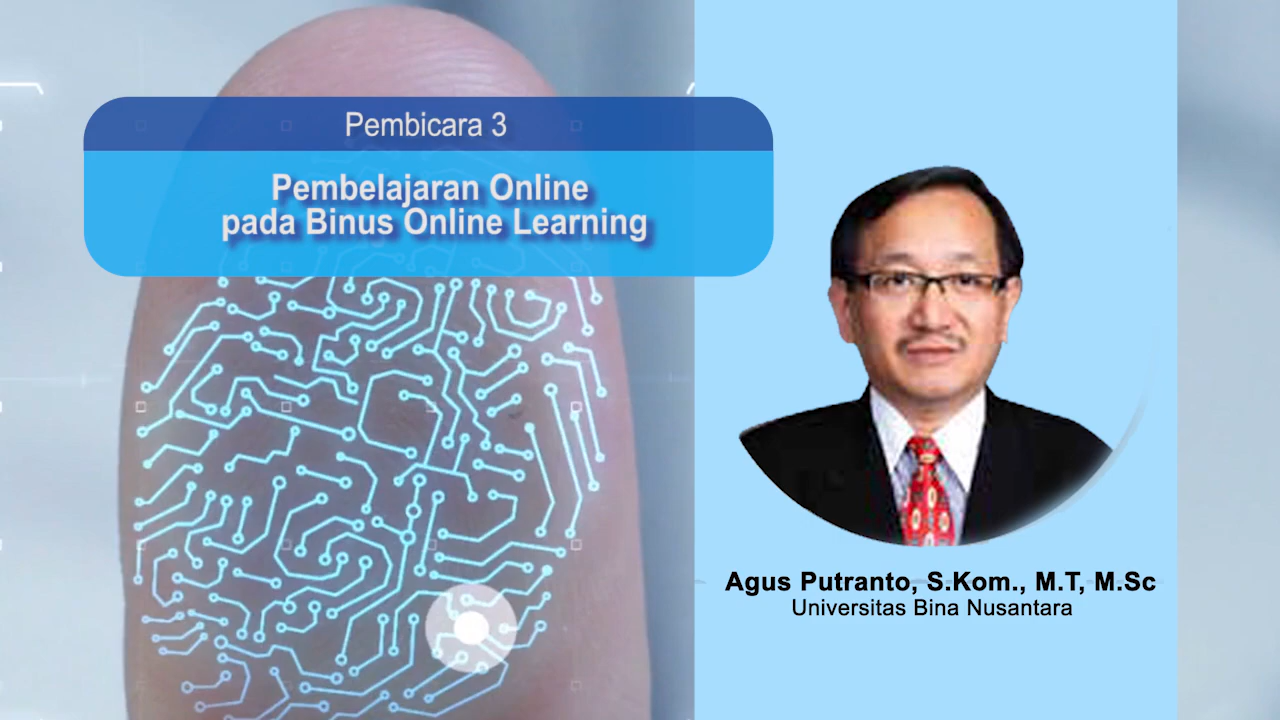 Pembicara 3
Pembelajaran Online
pada Binus Online Learning
Agus Putranto, S.Kom., M.T, M.Sc
Universitas Bina Nusantara